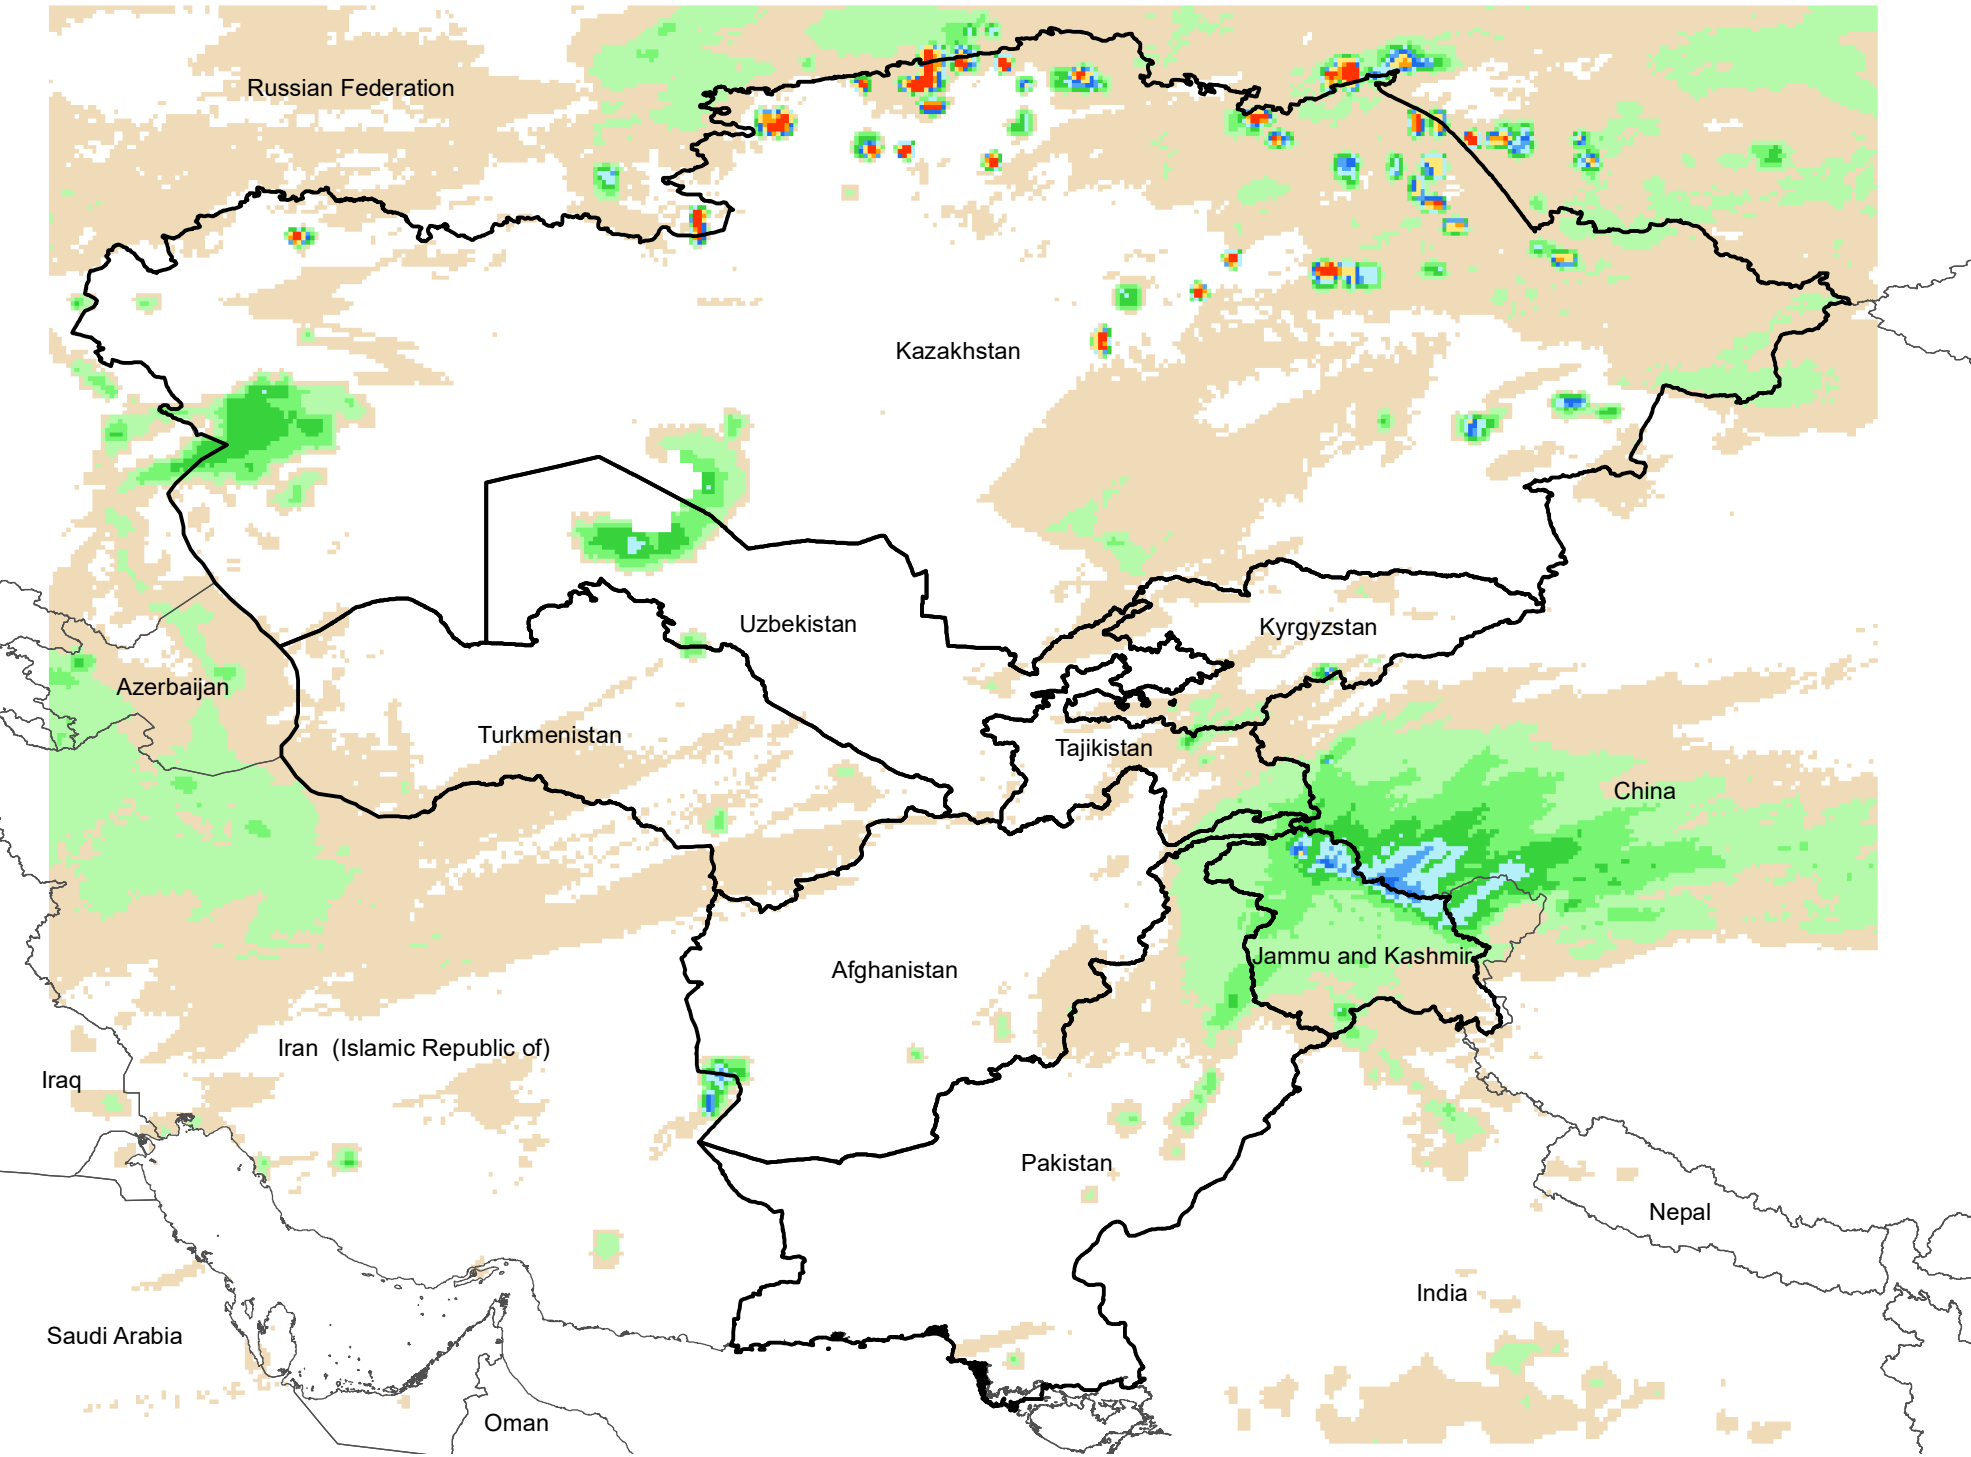 Russian Federation
Kazakhstan
Uzbekistan
Kyrgyzstan
Azerbaijan
Turkmenistan
Tajikistan
China
Jammu and Kashmir
Afghanistan
Iran  (Islamic Republic of)
Iraq
Pakistan
Nepal
India
Saudi Arabia
Oman